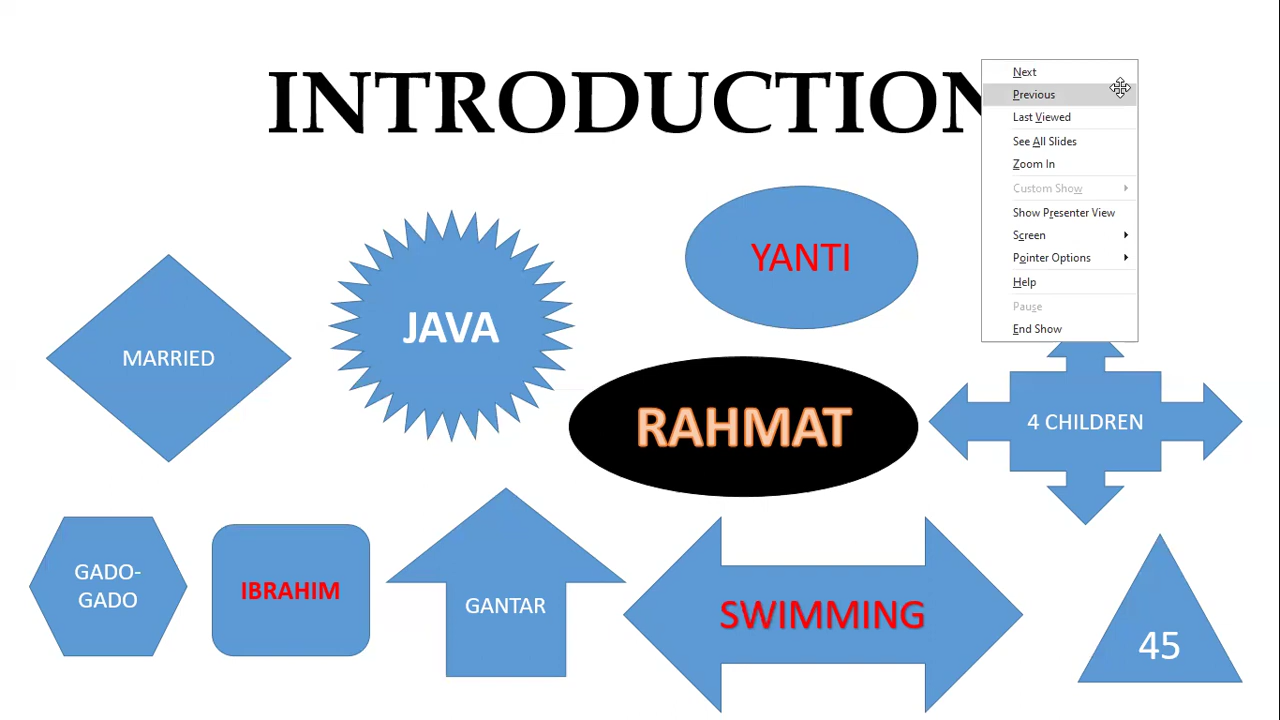 INTRODUCTION
Next
Previous
Last Viewed
See All Slides
Zoom In
Custom Show
Show Presenter View
Screen
Pointer Options
Help
Pause
End Show
YANTI
JAVA
MARRIED
RAHMAT
4 CHILDREN
GADO-
GADO
IBRAHIM
GANTAR
SWIMMING
45